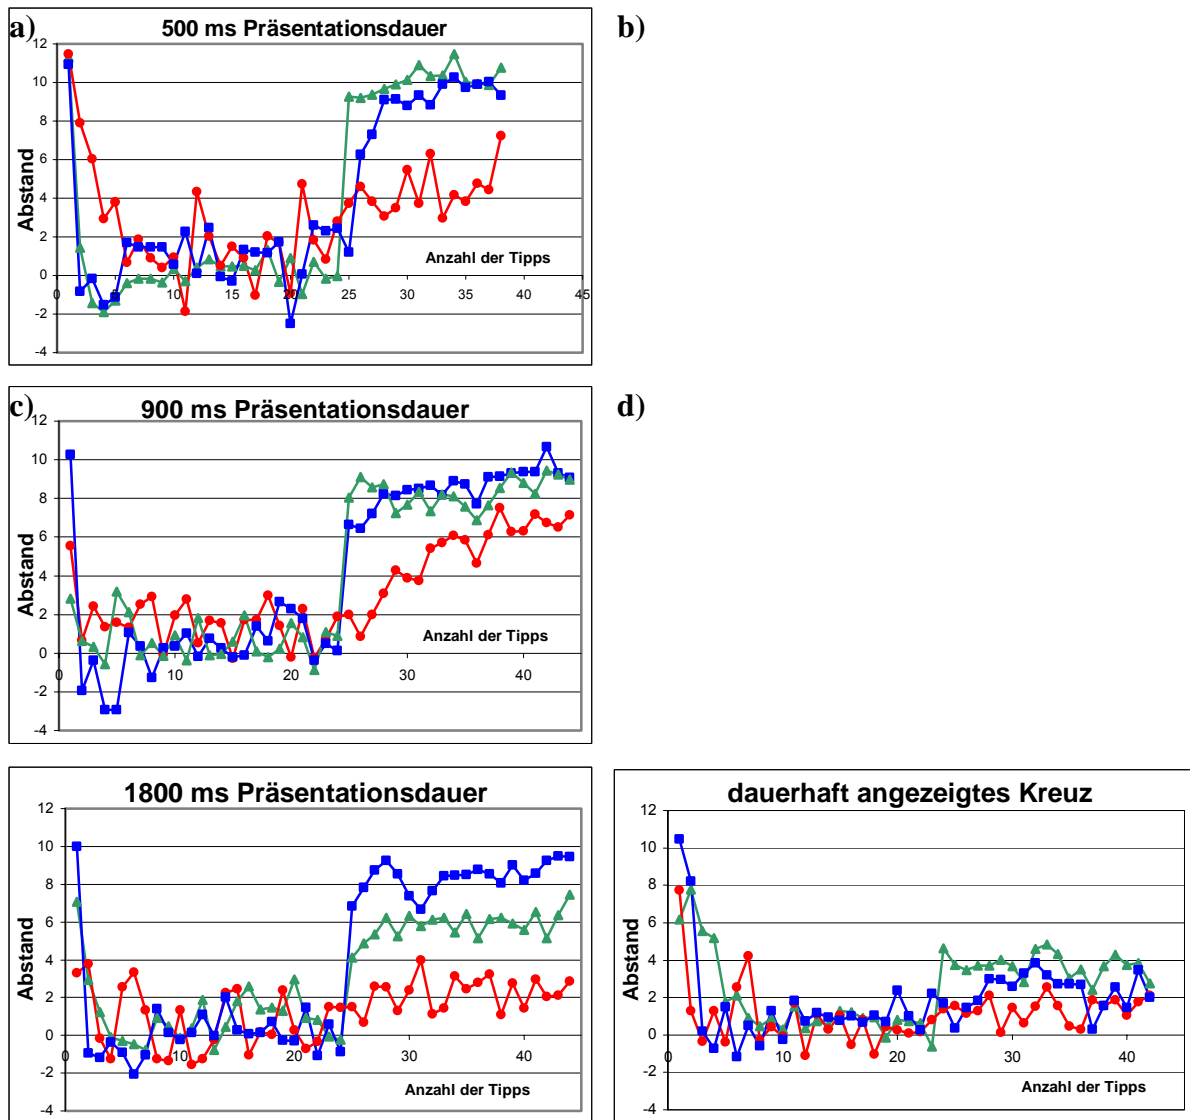 a)
500 ms Präsentationsdauer
12
10
8
6
4
2
0
-2
-4
Abstand
Anzahl der Tipps
0 5 10 15 20 25 30 35 40 45
b)
c)
900 ms Präsentationsdauer
12
10
8
6
4
2
0
-2
-4
Abstand
Anzahl der Tipps
0 10 20 30 40
d)
1800 ms Präsentationsdauer
12
10
8
6
4
2
0
-2
-4
Abstand
0 10 20 30 40
Anzahl der Tipps
dauerhaft angezeigtes Kreuz
12
10
8
6
4
2
0
-2
-4
Abstand
0 10 20 30 40
Anzahl der Tipps